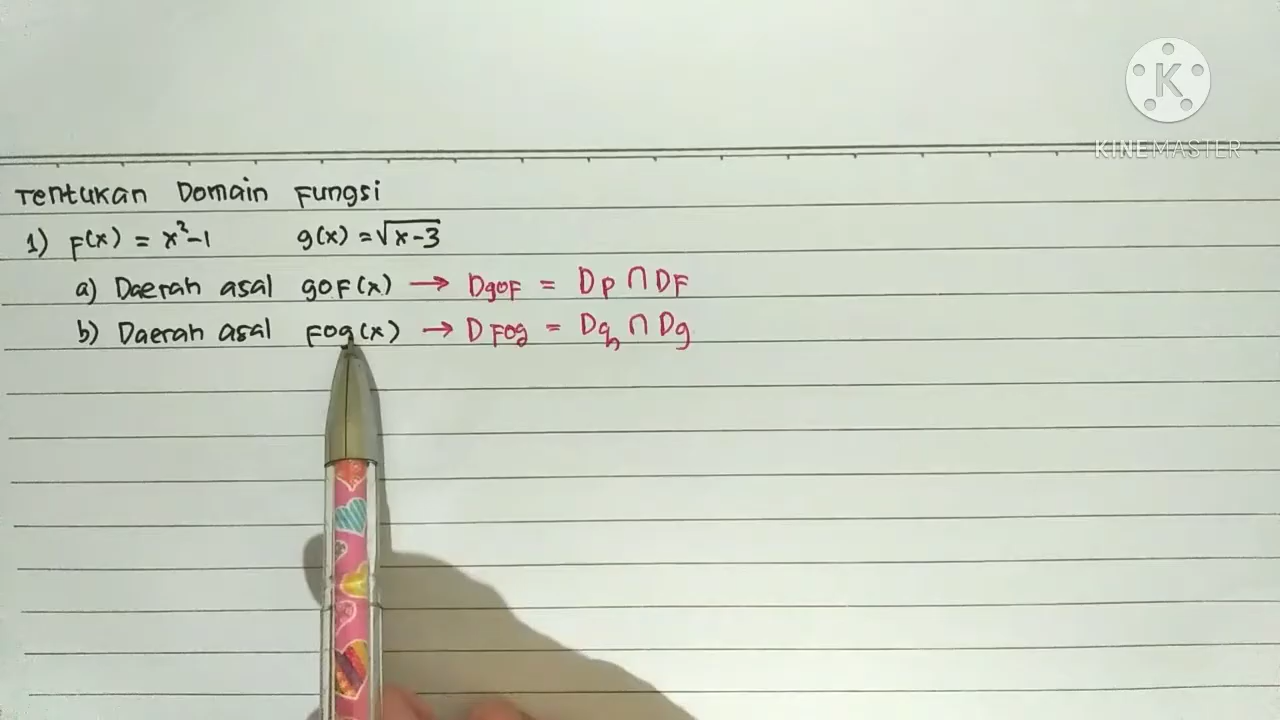 KINEMASTER
Tentukan Domain Fungsi
1) F(x) = x²-1 g(x) = √x-3
a) Daerah asal goF(x) → DgoF = Dp ∩ DF
b) Daerah asal Fog(x) → DFog = Dq ∩ Dg